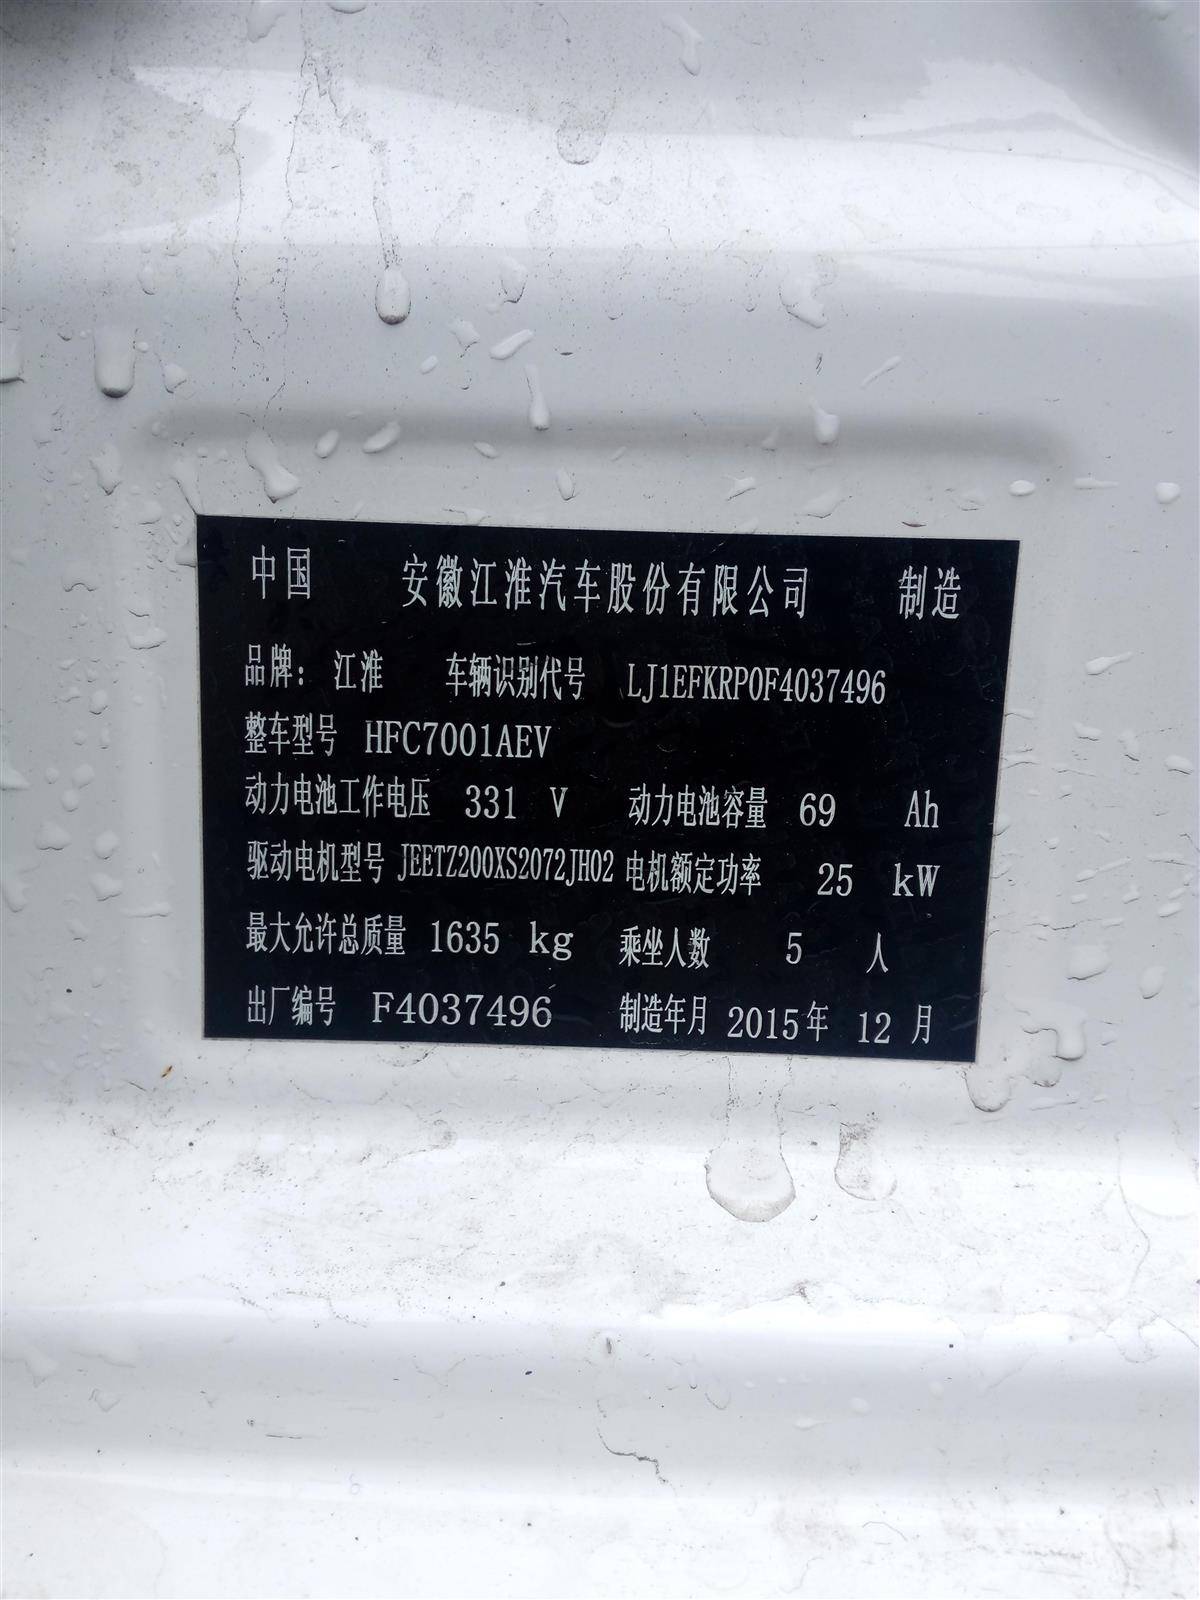 中国 安徽江淮汽车股份有限公司 制造
品牌: 江淮 车辆识别代号 LJ1EFKRP0F4037496
整车型号 HFC7001AEV
动力电池工作电压 331 V 动力电池容量 69 Ah
驱动电机型号 JEETZ200XS2072JH02 电机额定功率 25 kW
最大允许总质量 1635 kg 乘坐人数 5 人
出厂编号 F4037496 制造年月 2015年 12 月